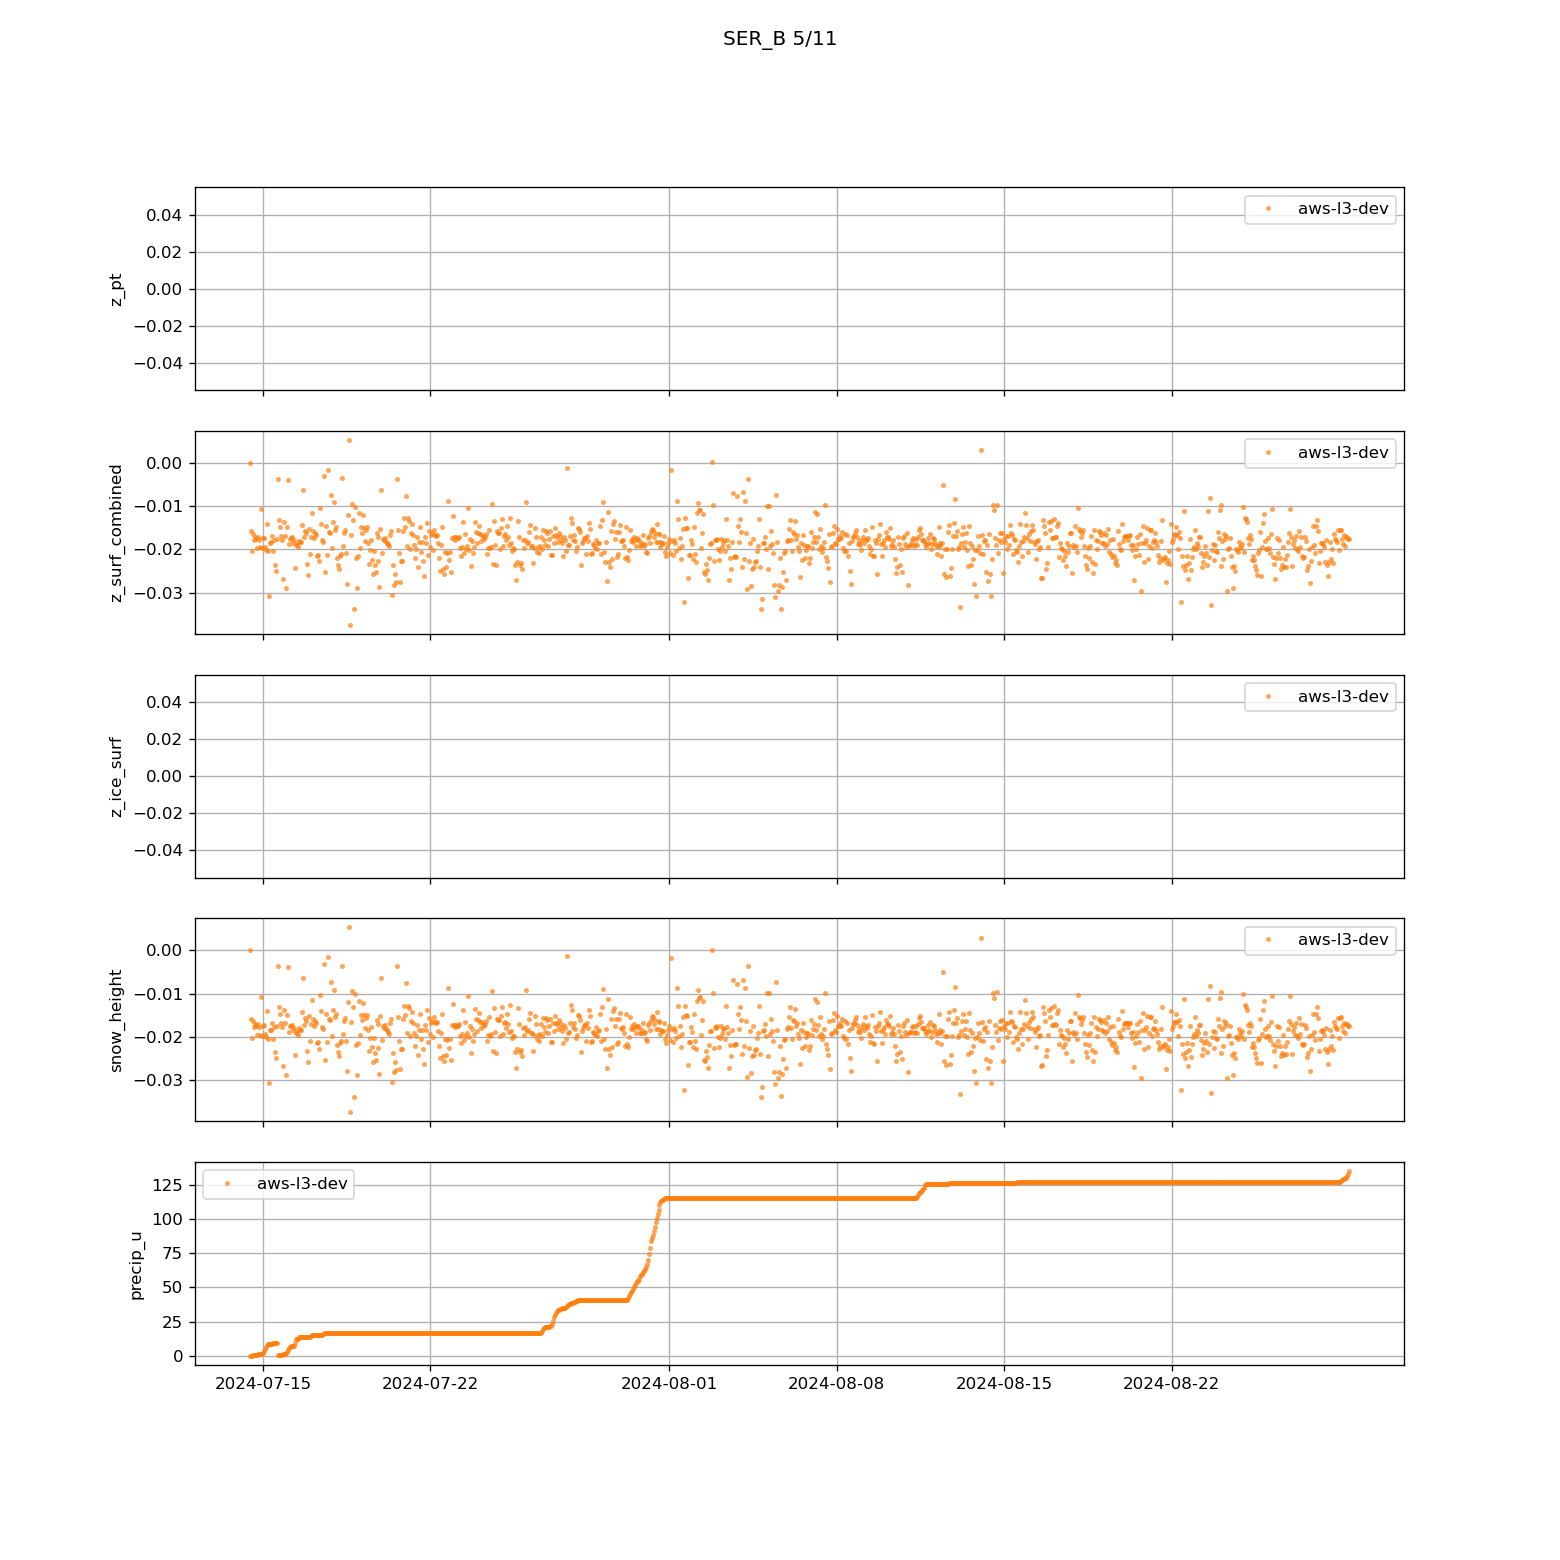 SER_B 5/11
z_pt
0.04
0.02
0.00
−0.02
−0.04
aws-l3-dev
z_surf_combined
0.00
−0.01
−0.02
−0.03
aws-l3-dev
z_ice_surf
0.04
0.02
0.00
−0.02
−0.04
aws-l3-dev
snow_height
0.00
−0.01
−0.02
−0.03
aws-l3-dev
precip_u
125
100
75
50
25
0
aws-l3-dev
2024-07-15 2024-07-22 2024-08-01 2024-08-08 2024-08-15 2024-08-22